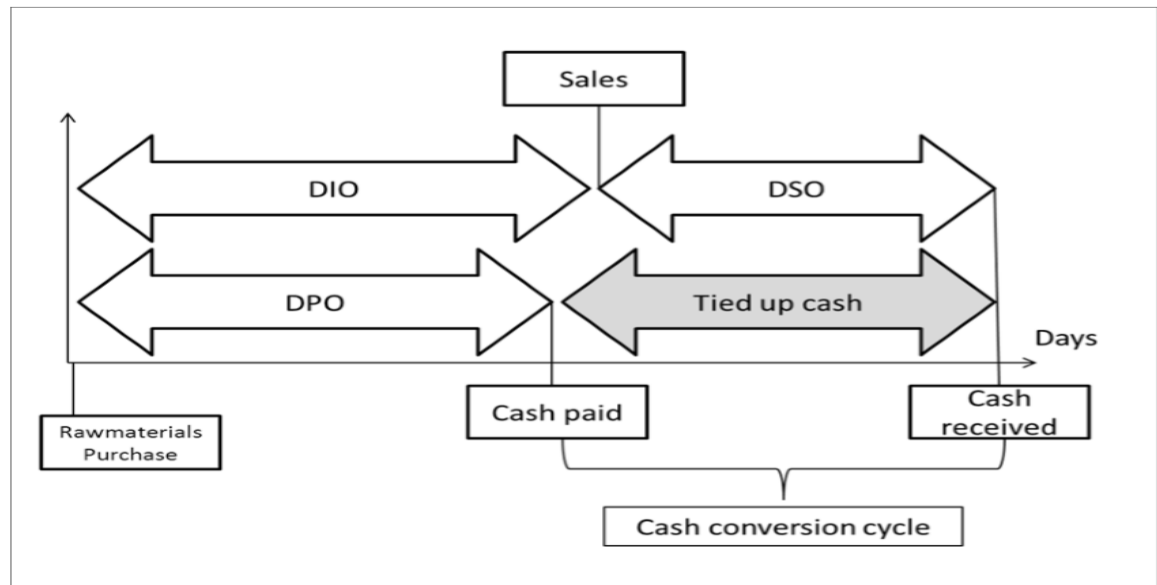 Sales
DIO
DSO
DPO
Tied up cash
Days
Rawmaterials
Purchase
Cash paid
Cash
received
Cash conversion cycle